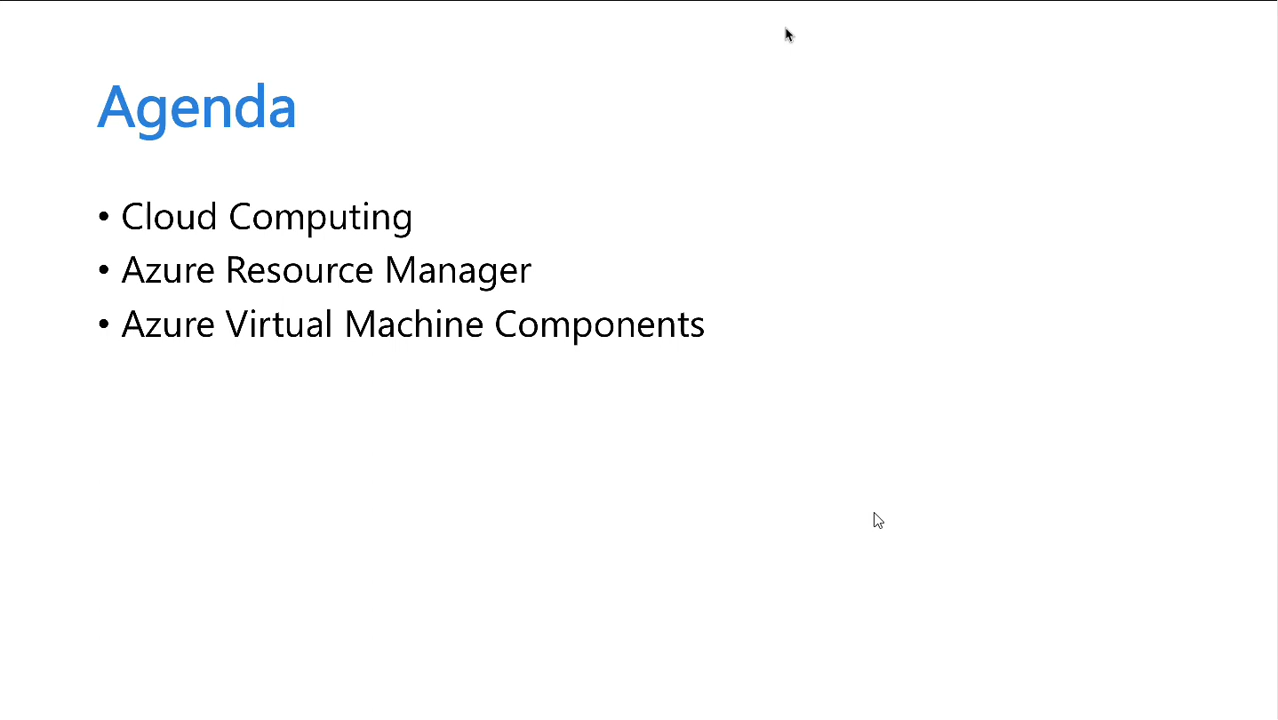 Agenda
• Cloud Computing
• Azure Resource Manager
• Azure Virtual Machine Components